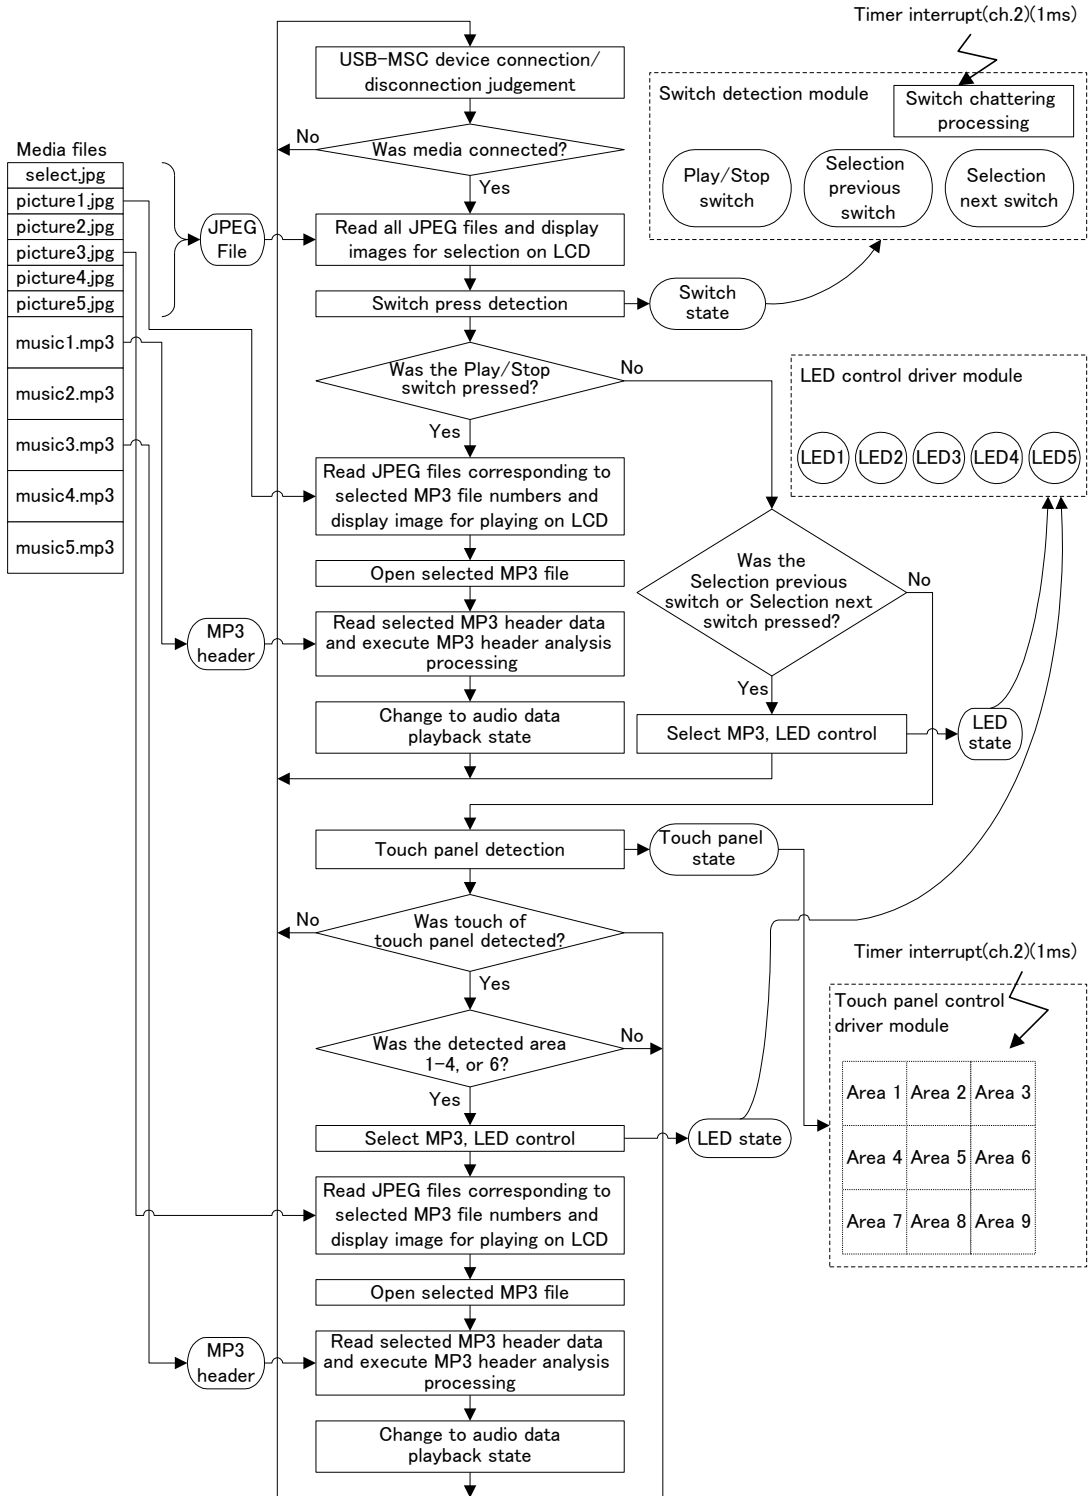 Timer interrupt(ch.2)(1ms)
USB-MSC device connection/
disconnection judgement
Switch detection module
Switch chattering
processing
No
Was media connected?
Media files
select.jpg
picture1.jpg
picture2.jpg
picture3.jpg
picture4.jpg
picture5.jpg
music1.mp3
music2.mp3
music3.mp3
music4.mp3
music5.mp3
Play/Stop
switch
Selection
previous
switch
Selection
next switch
Yes
JPEG
File
Read all JPEG files and display
images for selection on LCD
Switch press detection
Switch
state
Was the Play/Stop
switch pressed?
No
LED control driver module
LED1
LED2
LED3
LED4
LED5
Yes
Read JPEG files corresponding to
selected MP3 file numbers and
display image for playing on LCD
Open selected MP3 file
Was the
Selection previous
switch or Selection next
switch pressed?
No
MP3
header
Read selected MP3 header data
and execute MP3 header analysis
processing
Yes
Change to audio data
playback state
Select MP3, LED control
LED
state
Touch panel detection
Touch panel
state
No
Was touch of
touch panel detected?
Timer interrupt(ch.2)(1ms)
Yes
Touch panel control
driver module
Was the detected area
1-4, or 6?
No
Area 1
Area 2
Area 3
Area 4
Area 5
Area 6
Area 7
Area 8
Area 9
Yes
Select MP3, LED control
LED state
Read JPEG files corresponding to
selected MP3 file numbers and
display image for playing on LCD
Open selected MP3 file
MP3
header
Read selected MP3 header data
and execute MP3 header analysis
processing
Change to audio data
playback state